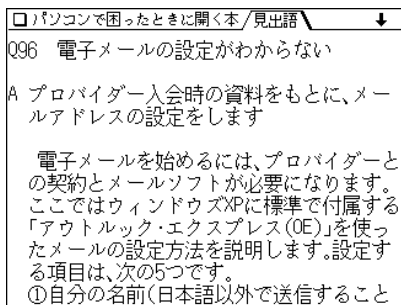 パソコンで困ったときに開く本/見出語
Q96 電子メールの設定がわからない
A プロバイダー入会時の資料をもとに、メー
ルアドレスの設定をします
電子メールを始めるには、プロバイダーと
の契約とメールソフトが必要になります。
ここではウィンドウズXPに標準で付属する
「アウトルック・エクスプレス(OE)」を使っ
たメールの設定方法を説明します。設定す
る項目は、次の5つです。
①自分の名前(日本語以外で送信すること